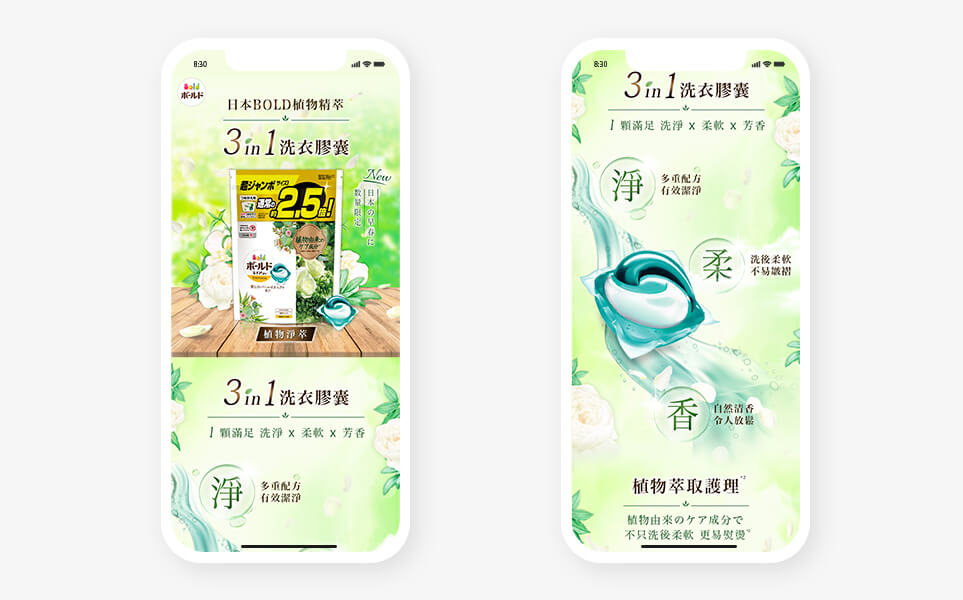 8:30
Bold
ボールド
日本BOLD植物精萃
3in1洗衣膠囊
New
日本の早春に
数量限定
超ジャンボサイズ
通常の約2.5倍!
植物由来の
ケア成分
Bold
ボールド
植物淨萃
3in1洗衣膠囊
1 顆滿足 洗淨 x 柔軟 x 芳香
淨
多重配方
有效潔淨
8:30
3in1洗衣膠囊
1 顆滿足 洗淨 x 柔軟 x 芳香
淨
多重配方
有效潔淨
柔
洗後柔軟
不易皺褶
香
自然清香
令人放鬆
植物萃取護理*2
植物由來のケア成分で
不只洗後柔軟 更易熨燙*2